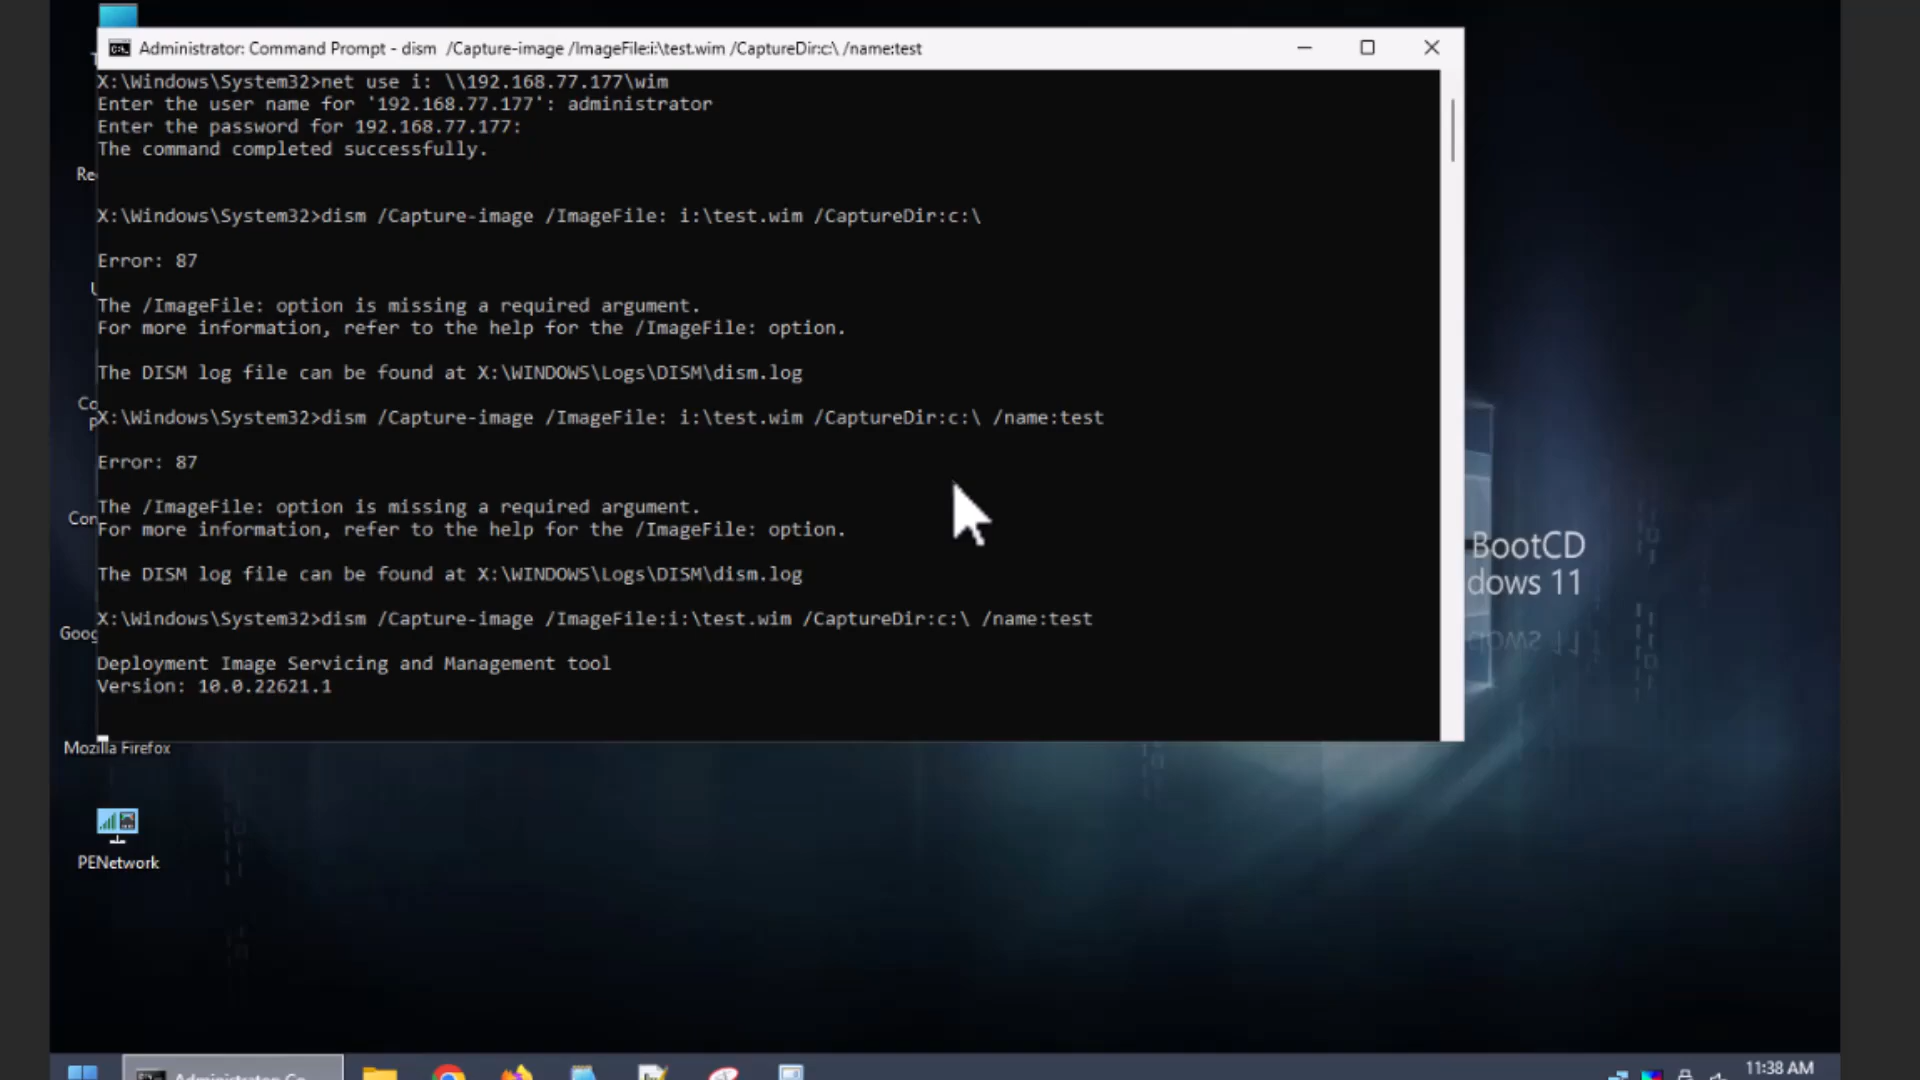 Administrator: Command Prompt - dism  /Capture-image /ImageFile:i:\test.wim /CaptureDir:c:\ /name:test
X:\Windows\System32>net use i: \\192.168.77.177\wim
Enter the user name for '192.168.77.177': administrator
Enter the password for 192.168.77.177:
The command completed successfully.
X:\Windows\System32>dism /Capture-image /ImageFile: i:\test.wim /CaptureDir:c:\
Error: 87
The /ImageFile: option is missing a required argument.
For more information, refer to the help for the /ImageFile: option.
The DISM log file can be found at X:\WINDOWS\Logs\DISM\dism.log
X:\Windows\System32>dism /Capture-image /ImageFile: i:\test.wim /CaptureDir:c:\ /name:test
Error: 87
The /ImageFile: option is missing a required argument.
For more information, refer to the help for the /ImageFile: option.
The DISM log file can be found at X:\WINDOWS\Logs\DISM\dism.log
X:\Windows\System32>dism /Capture-image /ImageFile:i:\test.wim /CaptureDir:c:\ /name:test
Deployment Image Servicing and Management tool
Version: 10.0.22621.1
Re
Co
Con
Goog
Mozilla Firefox
PENetwork
BootCD
dows 11
Administrator: Co
11:38 AM